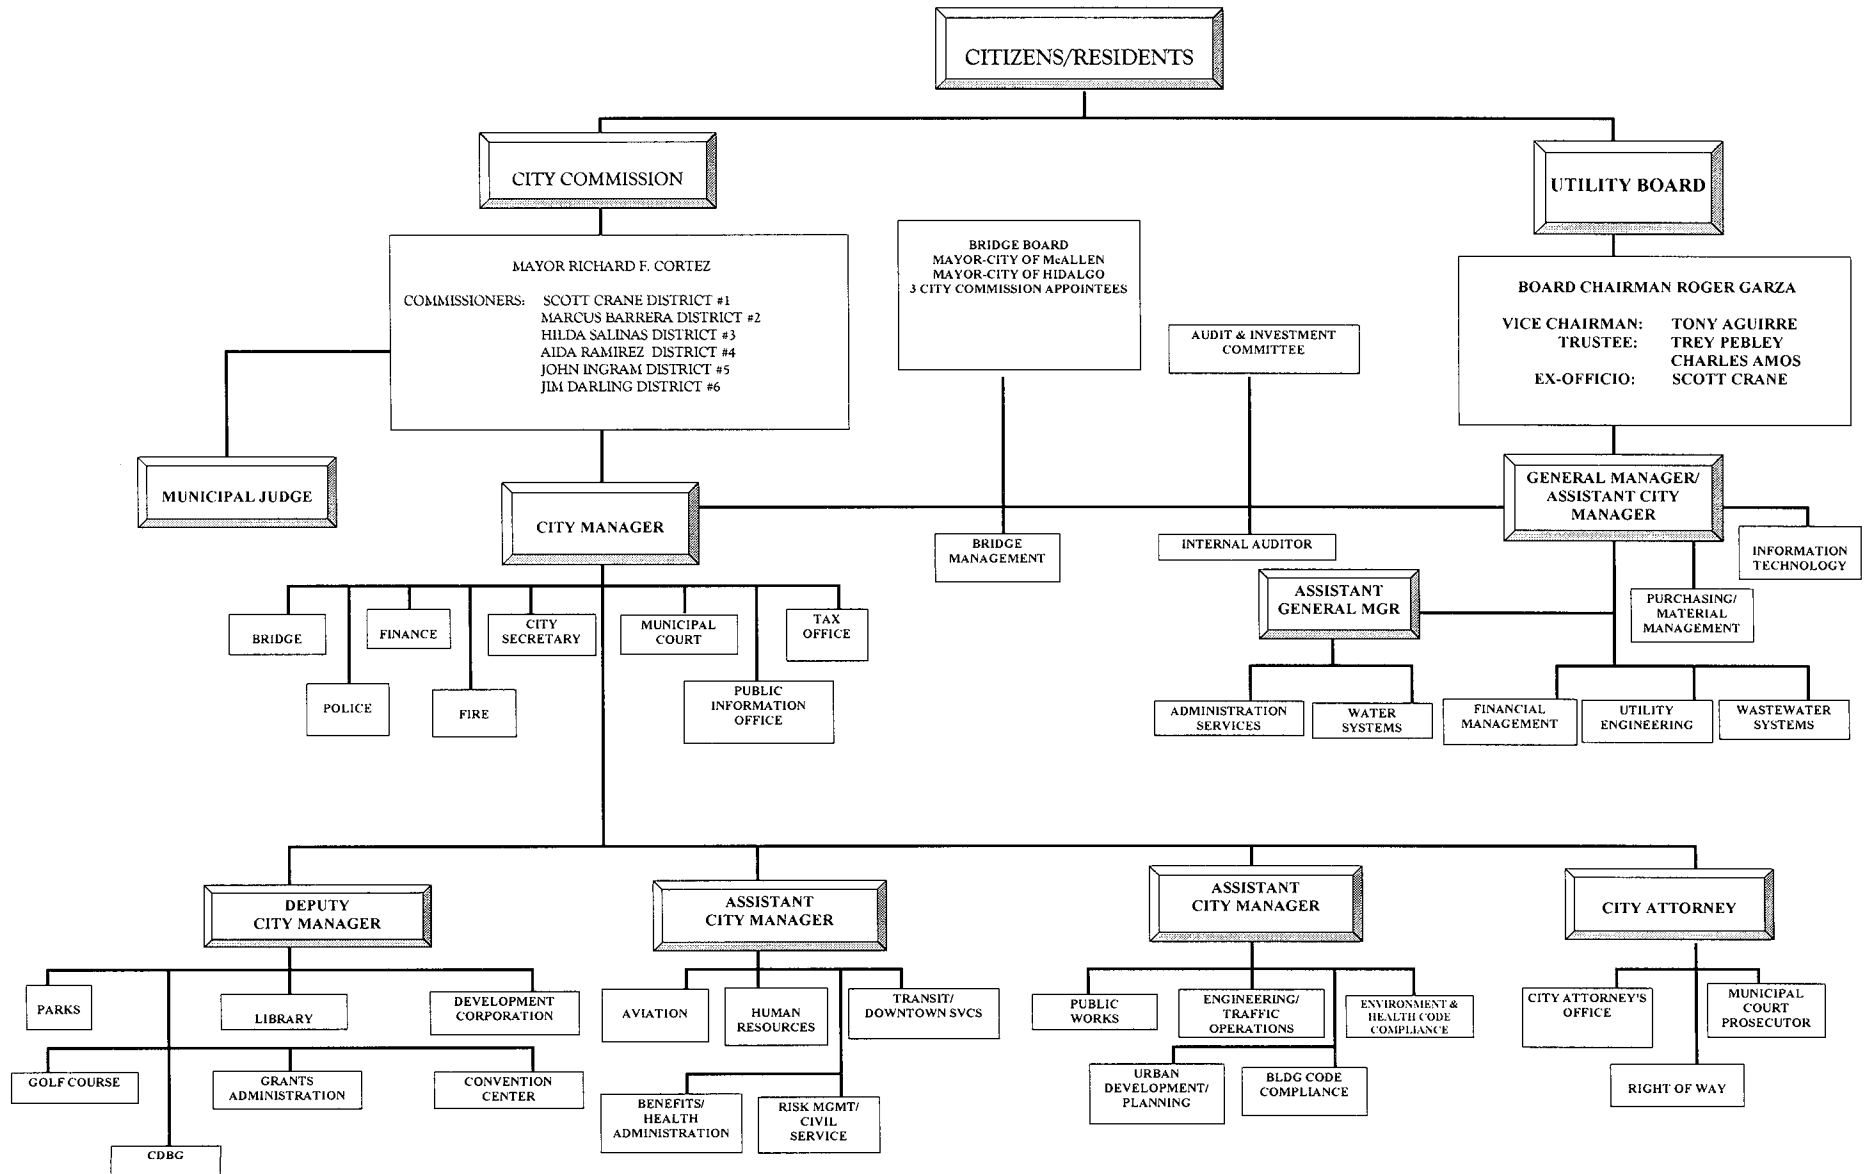 CITIZENS/RESIDENTS
CITY COMMISSION
UTILITY BOARD
MAYOR RICHARD F. CORTEZ
COMMISSIONERS: SCOTT CRANE DISTRICT #1
MARCUS BARRERA DISTRICT #2
HILDA SALINAS DISTRICT #3
AIDA RAMIREZ DISTRICT #4
JOHN INGRAM DISTRICT #5
JIM DARLING DISTRICT #6
BRIDGE BOARD
MAYOR-CITY OF McALLEN
MAYOR-CITY OF HIDALGO
3 CITY COMMISSION APPOINTEES
AUDIT & INVESTMENT
COMMITTEE
BOARD CHAIRMAN ROGER GARZA
VICE CHAIRMAN: TONY AGUIRRE
TRUSTEE: TREY PEBLEY
CHARLES AMOS
EX-OFFICIO: SCOTT CRANE
MUNICIPAL JUDGE
CITY MANAGER
GENERAL MANAGER/
ASSISTANT CITY
MANAGER
BRIDGE
MANAGEMENT
INTERNAL AUDITOR
INFORMATION
TECHNOLOGY
ASSISTANT
GENERAL MGR
PURCHASING/
MATERIAL
MANAGEMENT
BRIDGE
FINANCE
CITY
SECRETARY
MUNICIPAL
COURT
TAX
OFFICE
POLICE
FIRE
PUBLIC
INFORMATION
OFFICE
ADMINISTRATION
SERVICES
WATER
SYSTEMS
FINANCIAL
MANAGEMENT
UTILITY
ENGINEERING
WASTEWATER
SYSTEMS
DEPUTY
CITY MANAGER
ASSISTANT
CITY MANAGER
ASSISTANT
CITY MANAGER
CITY ATTORNEY
PARKS
LIBRARY
DEVELOPMENT
CORPORATION
AVIATION
HUMAN
RESOURCES
TRANSIT/
DOWNTOWN SVCS
PUBLIC
WORKS
ENGINEERING/
TRAFFIC
OPERATIONS
ENVIRONMENT &
HEALTH CODE
COMPLIANCE
CITY ATTORNEY'S
OFFICE
MUNICIPAL
COURT
PROSECUTOR
GOLF COURSE
GRANTS
ADMINISTRATION
CONVENTION
CENTER
BENEFITS/
HEALTH
ADMINISTRATION
RISK MGMT/
CIVIL
SERVICE
URBAN
DEVELOPMENT/
PLANNING
BLDG CODE
COMPLIANCE
RIGHT OF WAY
CDBG